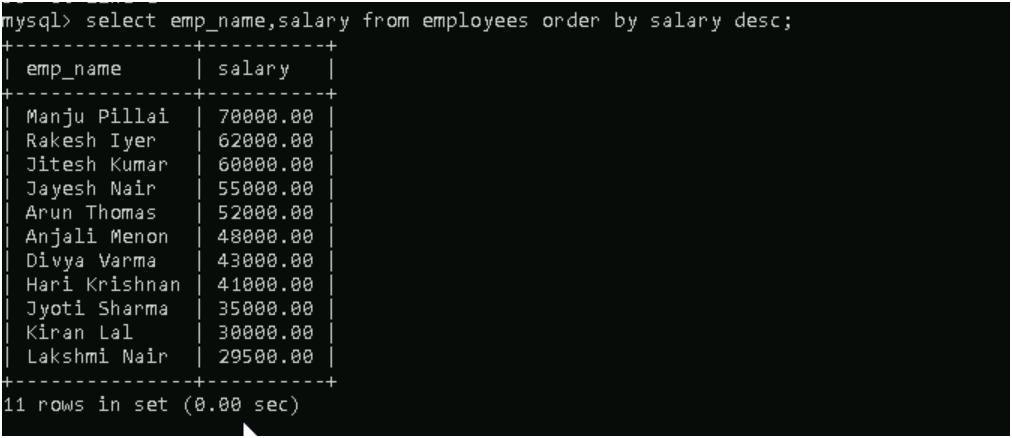 mysql> select emp_name,salary from employees order by salary desc;
+----------------+----------+
| emp_name       | salary   |
+----------------+----------+
| Manju Pillai   | 70000.00 |
| Rakesh Iyer    | 62000.00 |
| Jitesh Kumar   | 60000.00 |
| Jayesh Nair    | 55000.00 |
| Arun Thomas    | 52000.00 |
| Anjali Menon   | 48000.00 |
| Divya Varma    | 43000.00 |
| Hari Krishnan  | 41000.00 |
| Jyoti Sharma   | 35000.00 |
| Kiran Lal      | 30000.00 |
| Lakshmi Nair   | 29500.00 |
+----------------+----------+
11 rows in set (0.00 sec)